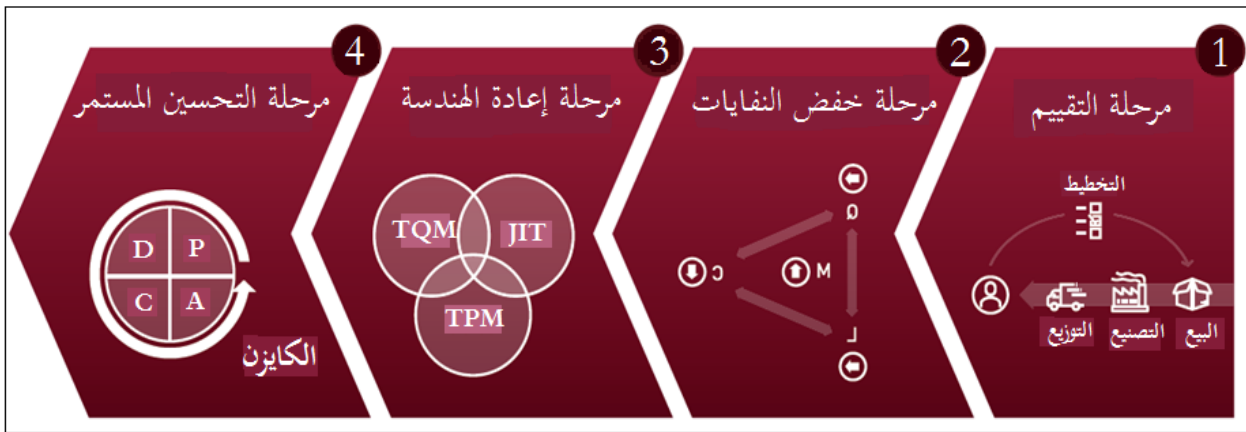 1
مرحلة التقييم
التخطيط
البيع
التصنيع
التوزيع
2
مرحلة خفض النفايات
Q
M
C
L
3
مرحلة إعادة الهندسة
TQM
JIT
TPM
4
مرحلة التحسين المستمر
D P
C A
الكايزن